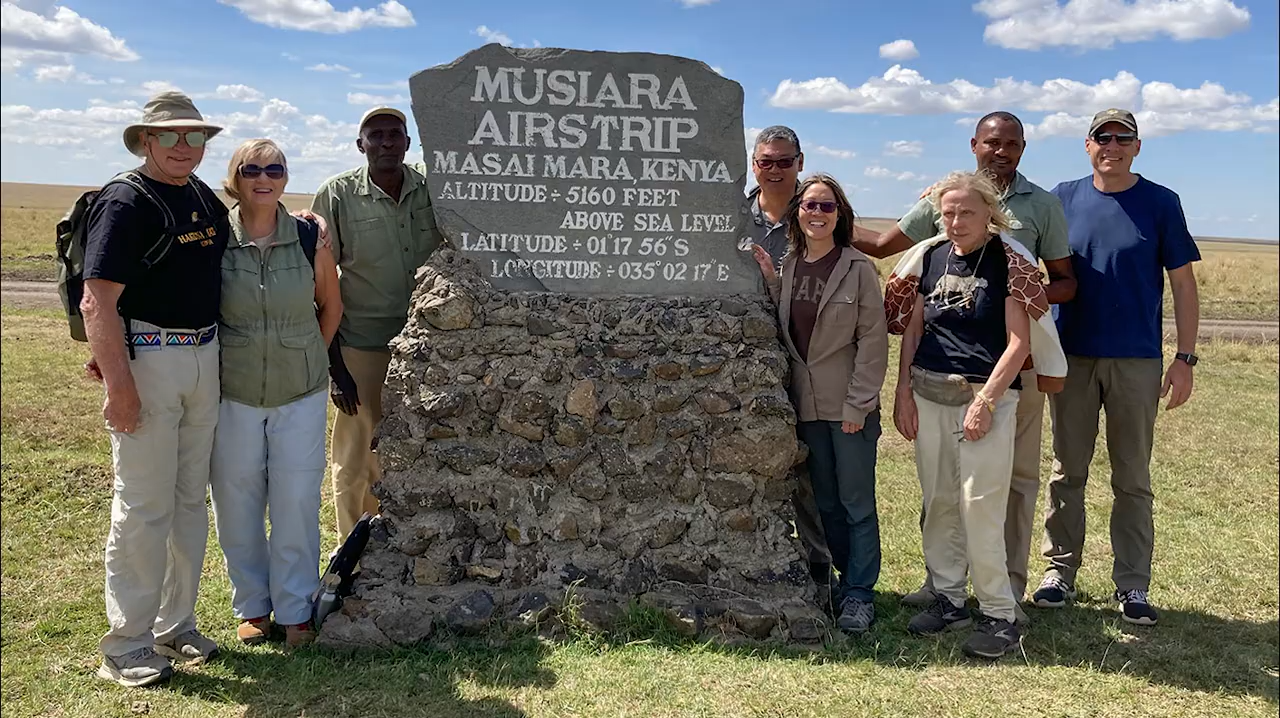 MUSIARA
AIRSTRIP
MASAI MARA, KENYA
ALTITUDE ÷ 5160 FEET
ABOVE SEA LEVEL
LATITUDE ÷ 01°17 56"S
LONGITUDE ÷ 035° 02 17"E
GAP